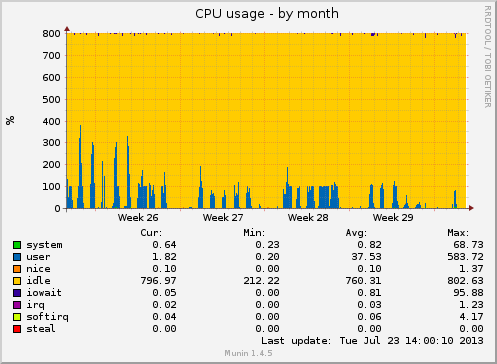 CPU usage - by month
RRDTOOL / TOBI OETIKER
%
800
700
600
500
400
300
200
100
0
Week 26 Week 27 Week 28 Week 29
Cur: Min: Avg: Max:
system 0.64 0.23 0.82 68.73
user 1.82 0.20 37.53 583.72
nice 0.10 0.00 0.10 1.37
idle 796.97 212.22 760.31 802.63
iowait 0.05 0.00 0.81 95.88
irq 0.02 0.00 0.03 1.23
softirq 0.04 0.00 0.06 4.17
steal 0.00 0.00 0.00 0.00
Last update: Tue Jul 23 14:00:10 2013
Munin 1.4.5